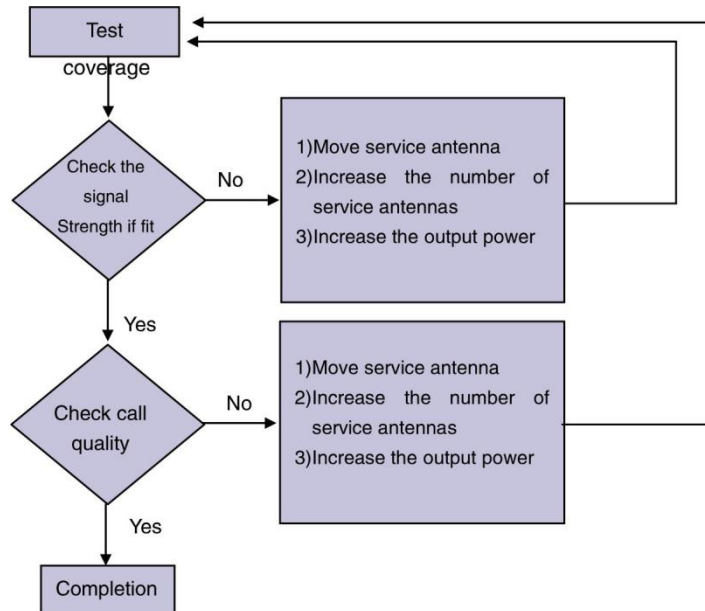 Test
coverage
Check the
signal
Strength if fit
No
1)Move service antenna
2)Increase the number of
service antennas
3)Increase the output power
Yes
Check call
quality
No
1)Move service antenna
2)Increase the number of
service antennas
3)Increase the output power
Yes
Completion